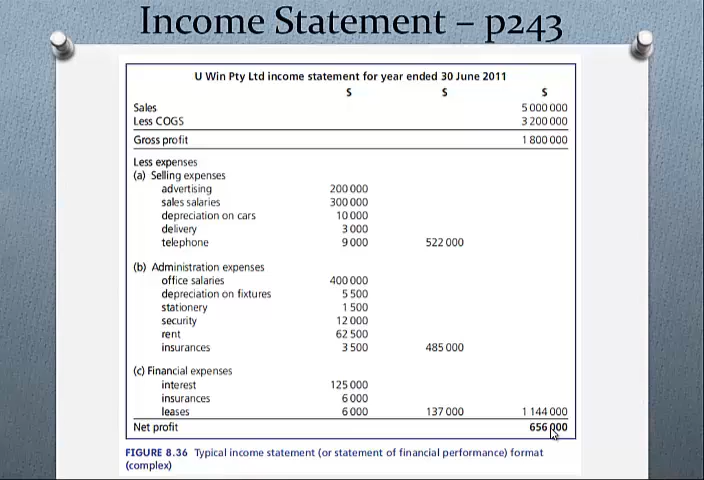 Income Statement – p243
U Win Pty Ltd income statement for year ended 30 June 2011
$ $ $
Sales 5 000 000
Less COGS 3 200 000
Gross profit 1 800 000
Less expenses
(a) Selling expenses
advertising 200 000
sales salaries 300 000
depreciation on cars 10 000
delivery 3 000
telephone 9 000 522 000
(b) Administration expenses
office salaries 400 000
depreciation on fixtures 5 500
stationery 1 500
security 12 000
rent 62 500
insurances 3 500 485 000
(c) Financial expenses
interest 125 000
insurances 6 000
leases 6 000 137 000 1 144 000
Net profit 656 000
FIGURE 8.36 Typical income statement (or statement of financial performance) format
(complex)